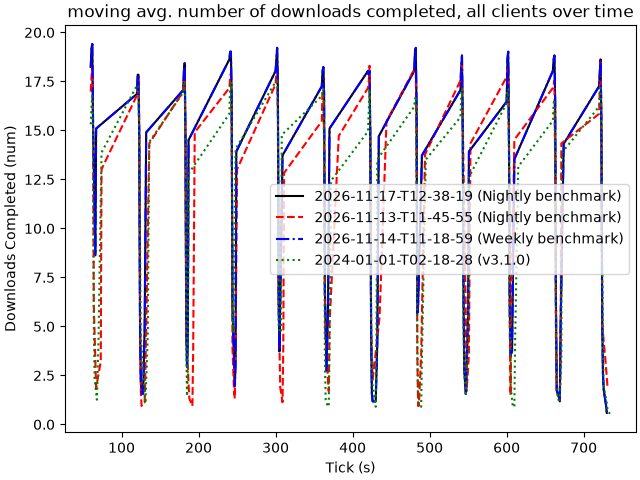 moving avg. number of downloads completed, all clients over time
20.0
17.5
15.0
12.5
10.0
7.5
5.0
2.5
0.0
Downloads Completed (num)
2026-11-17-T12-38-19 (Nightly benchmark)
2026-11-13-T11-45-55 (Nightly benchmark)
2026-11-14-T11-18-59 (Weekly benchmark)
2024-01-01-T02-18-28 (v3.1.0)
100 200 300 400 500 600 700
Tick (s)